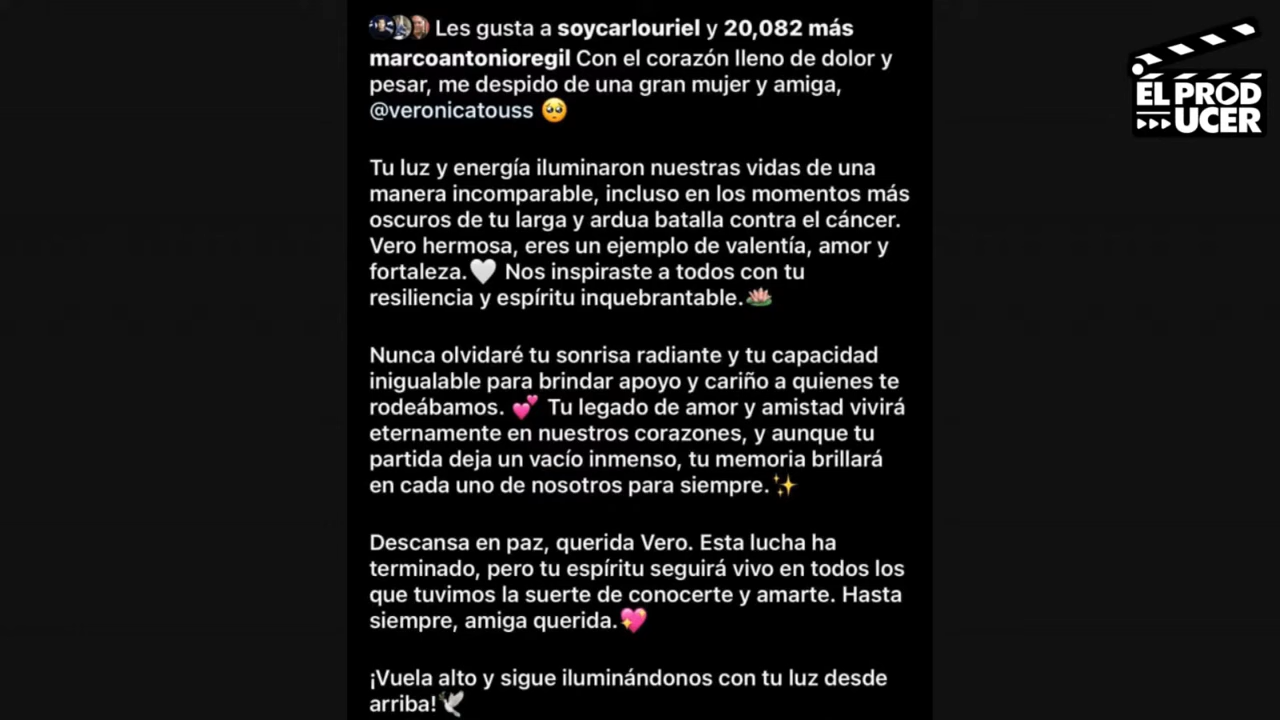 Les gusta a soycarlouriel y 20,082 más
marcoantonioregil Con el corazón lleno de dolor y
pesar, me despido de una gran mujer y amiga,
@veronicatouss 🥺
Tu luz y energía iluminaron nuestras vidas de una
manera incomparable, incluso en los momentos más
oscuros de tu larga y ardua batalla contra el cáncer.
Vero hermosa, eres un ejemplo de valentía, amor y
fortaleza.🤍 Nos inspiraste a todos con tu
resiliencia y espíritu inquebrantable.🪷
Nunca olvidaré tu sonrisa radiante y tu capacidad
inigualable para brindar apoyo y cariño a quienes te
rodeábamos. 💕 Tu legado de amor y amistad vivirá
eternamente en nuestros corazones, y aunque tu
partida deja un vacío inmenso, tu memoria brillará
en cada uno de nosotros para siempre.✨
Descansa en paz, querida Vero. Esta lucha ha
terminado, pero tu espíritu seguirá vivo en todos los
que tuvimos la suerte de conocerte y amarte. Hasta
siempre, amiga querida.💖
¡Vuela alto y sigue iluminándonos con tu luz desde
arriba!🕊️
EL PROD
UCER